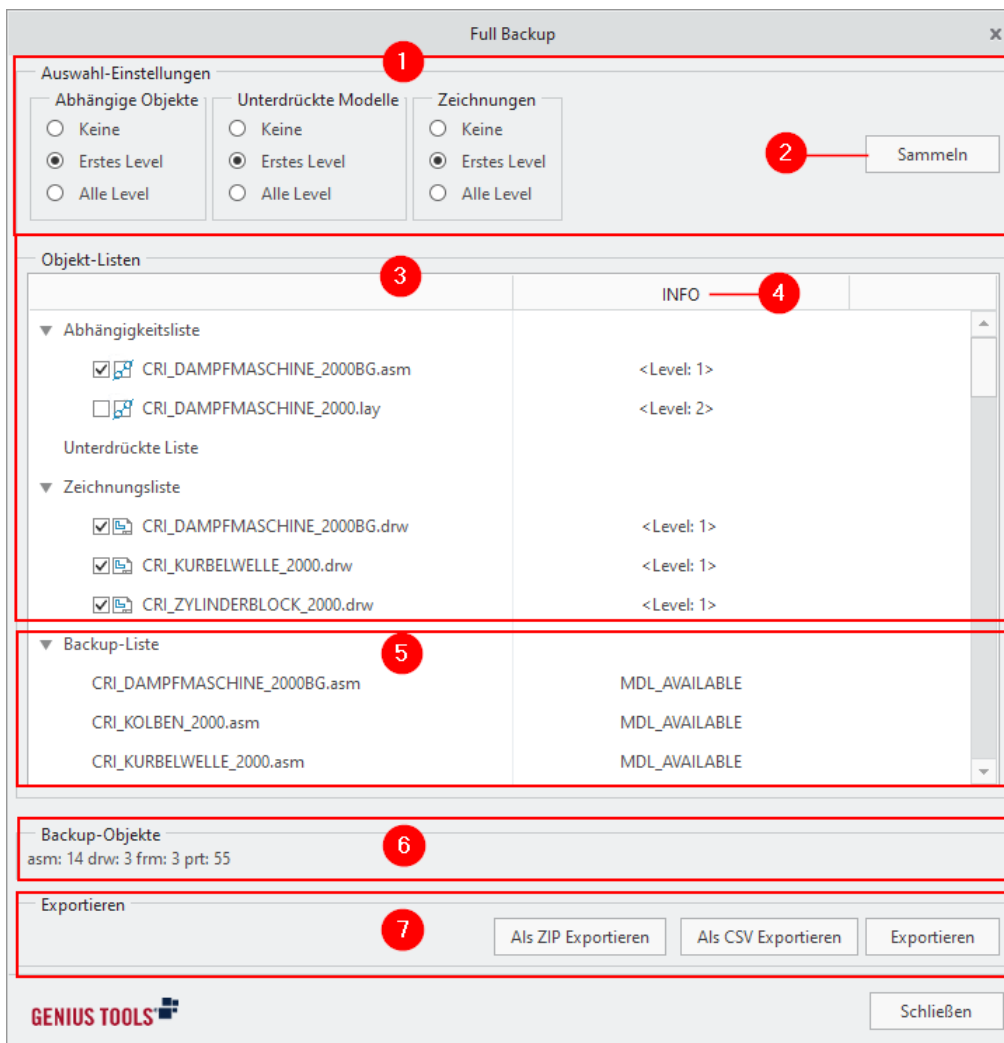 Full Backup
1
Auswahl-Einstellungen
Abhängige Objekte Unterdrückte Modelle Zeichnungen
Keine Keine Keine
Erstes Level Erstes Level Erstes Level
Alle Level Alle Level Alle Level
2 Sammeln
Objekt-Listen
3
INFO 4
Abhängigkeitsliste
CRI_DAMPFMASCHINE_2000BG.asm <Level: 1>
CRI_DAMPFMASCHINE_2000.lay <Level: 2>
Unterdrückte Liste
Zeichnungsliste
CRI_DAMPFMASCHINE_2000BG.drw <Level: 1>
CRI_KURBELWELLE_2000.drw <Level: 1>
CRI_ZYLINDERBLOCK_2000.drw <Level: 1>
Backup-Liste
5
CRI_DAMPFMASCHINE_2000BG.asm MDL_AVAILABLE
CRI_KOLBEN_2000.asm MDL_AVAILABLE
CRI_KURBELWELLE_2000.asm MDL_AVAILABLE
Backup-Objekte
6
asm: 14 drw: 3 frm: 3 prt: 55
Exportieren
7
Als ZIP Exportieren Als CSV Exportieren Exportieren
GENIUS TOOLS Schließen